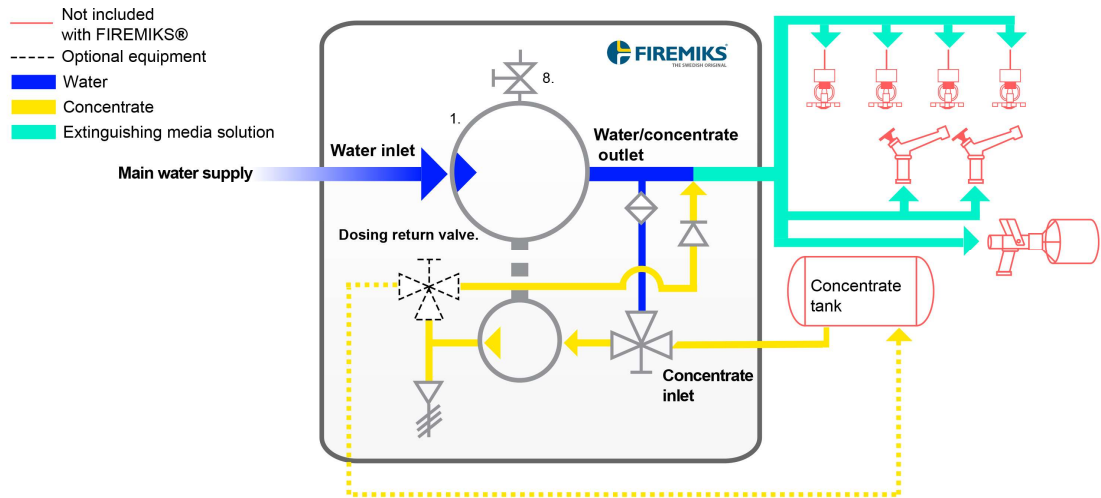 Not included
with FIREMIKS®
Optional equipment
Water
Concentrate
Extinguishing media solution
FIREMIKS
THE SWEDISH ORIGINAL
8.
1.
Water inlet
Main water supply
Water/concentrate
outlet
Dosing return valve.
Concentrate
tank
Concentrate
inlet